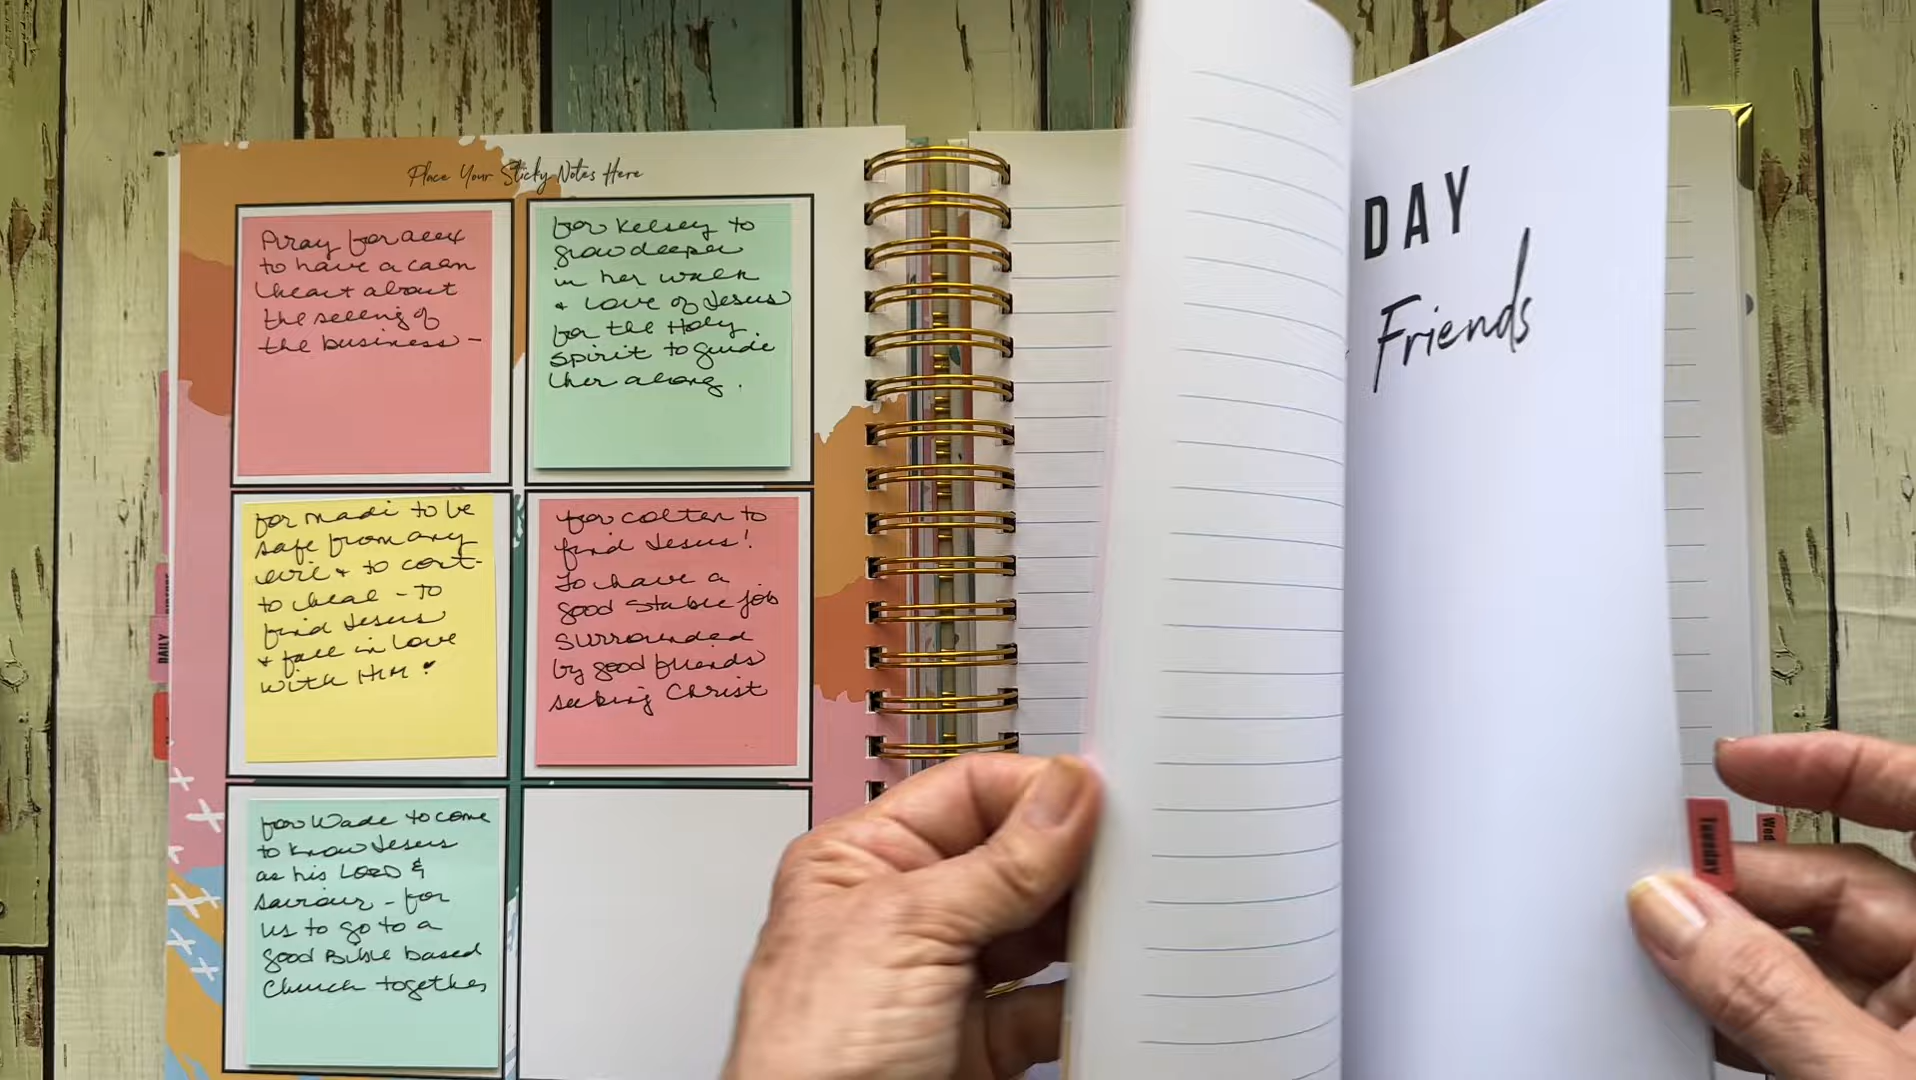 Place Your Sticky Notes Here
Pray for alex
to have a calm
heart about
the selling of
the business -
for Kelsey to
grow deeper
in her walk
+ love of Jesus
for the Holy
Spirit to guide
her along.
for madi to be
safe from any
evil + to cont.
to heal - to
find Jesus
+ fall in love
with Him
for colten to
find Jesus!
to have a
good stable job
surrounded
by good friends
seeking Christ
for Wade to come
to know Jesus
as his LORD &
saviour - for
us to go to a
good Bible based
church together
DAY
Friends
DAILY
Tuesday
Wed